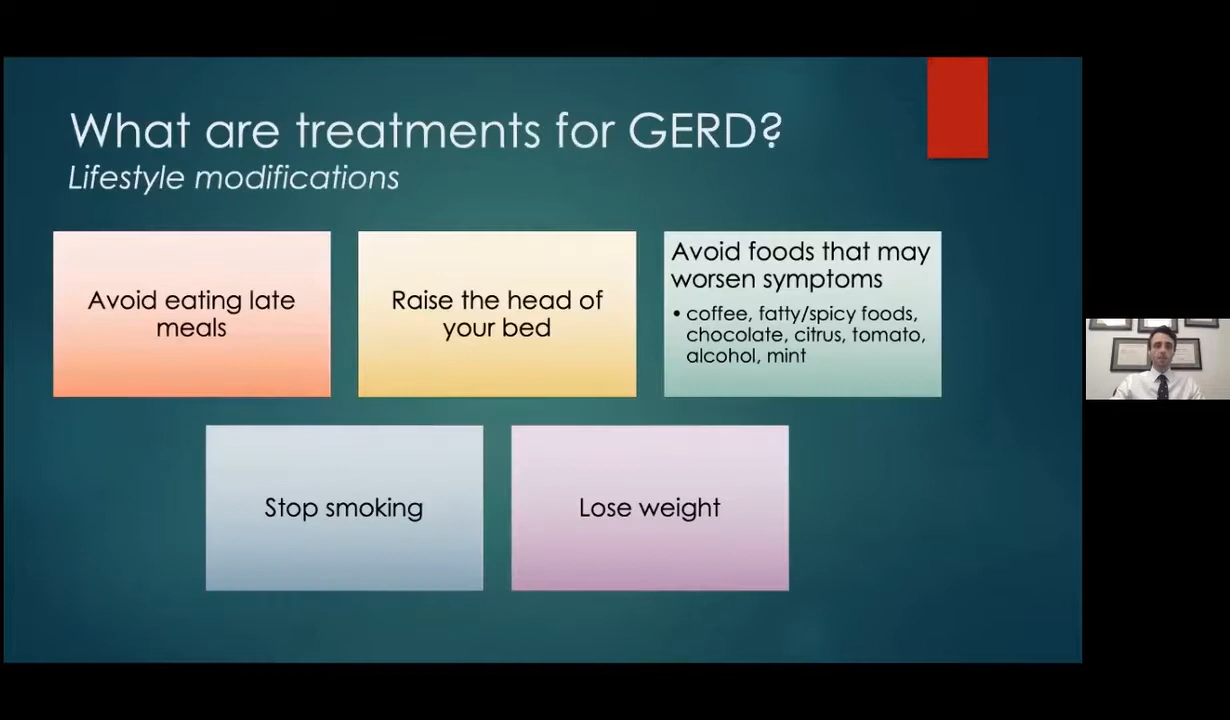 What are treatments for GERD?
Lifestyle modifications
Avoid eating late
meals
Raise the head of
your bed
Avoid foods that may
worsen symptoms
• coffee, fatty/spicy foods,
chocolate, citrus, tomato,
alcohol, mint
Stop smoking
Lose weight